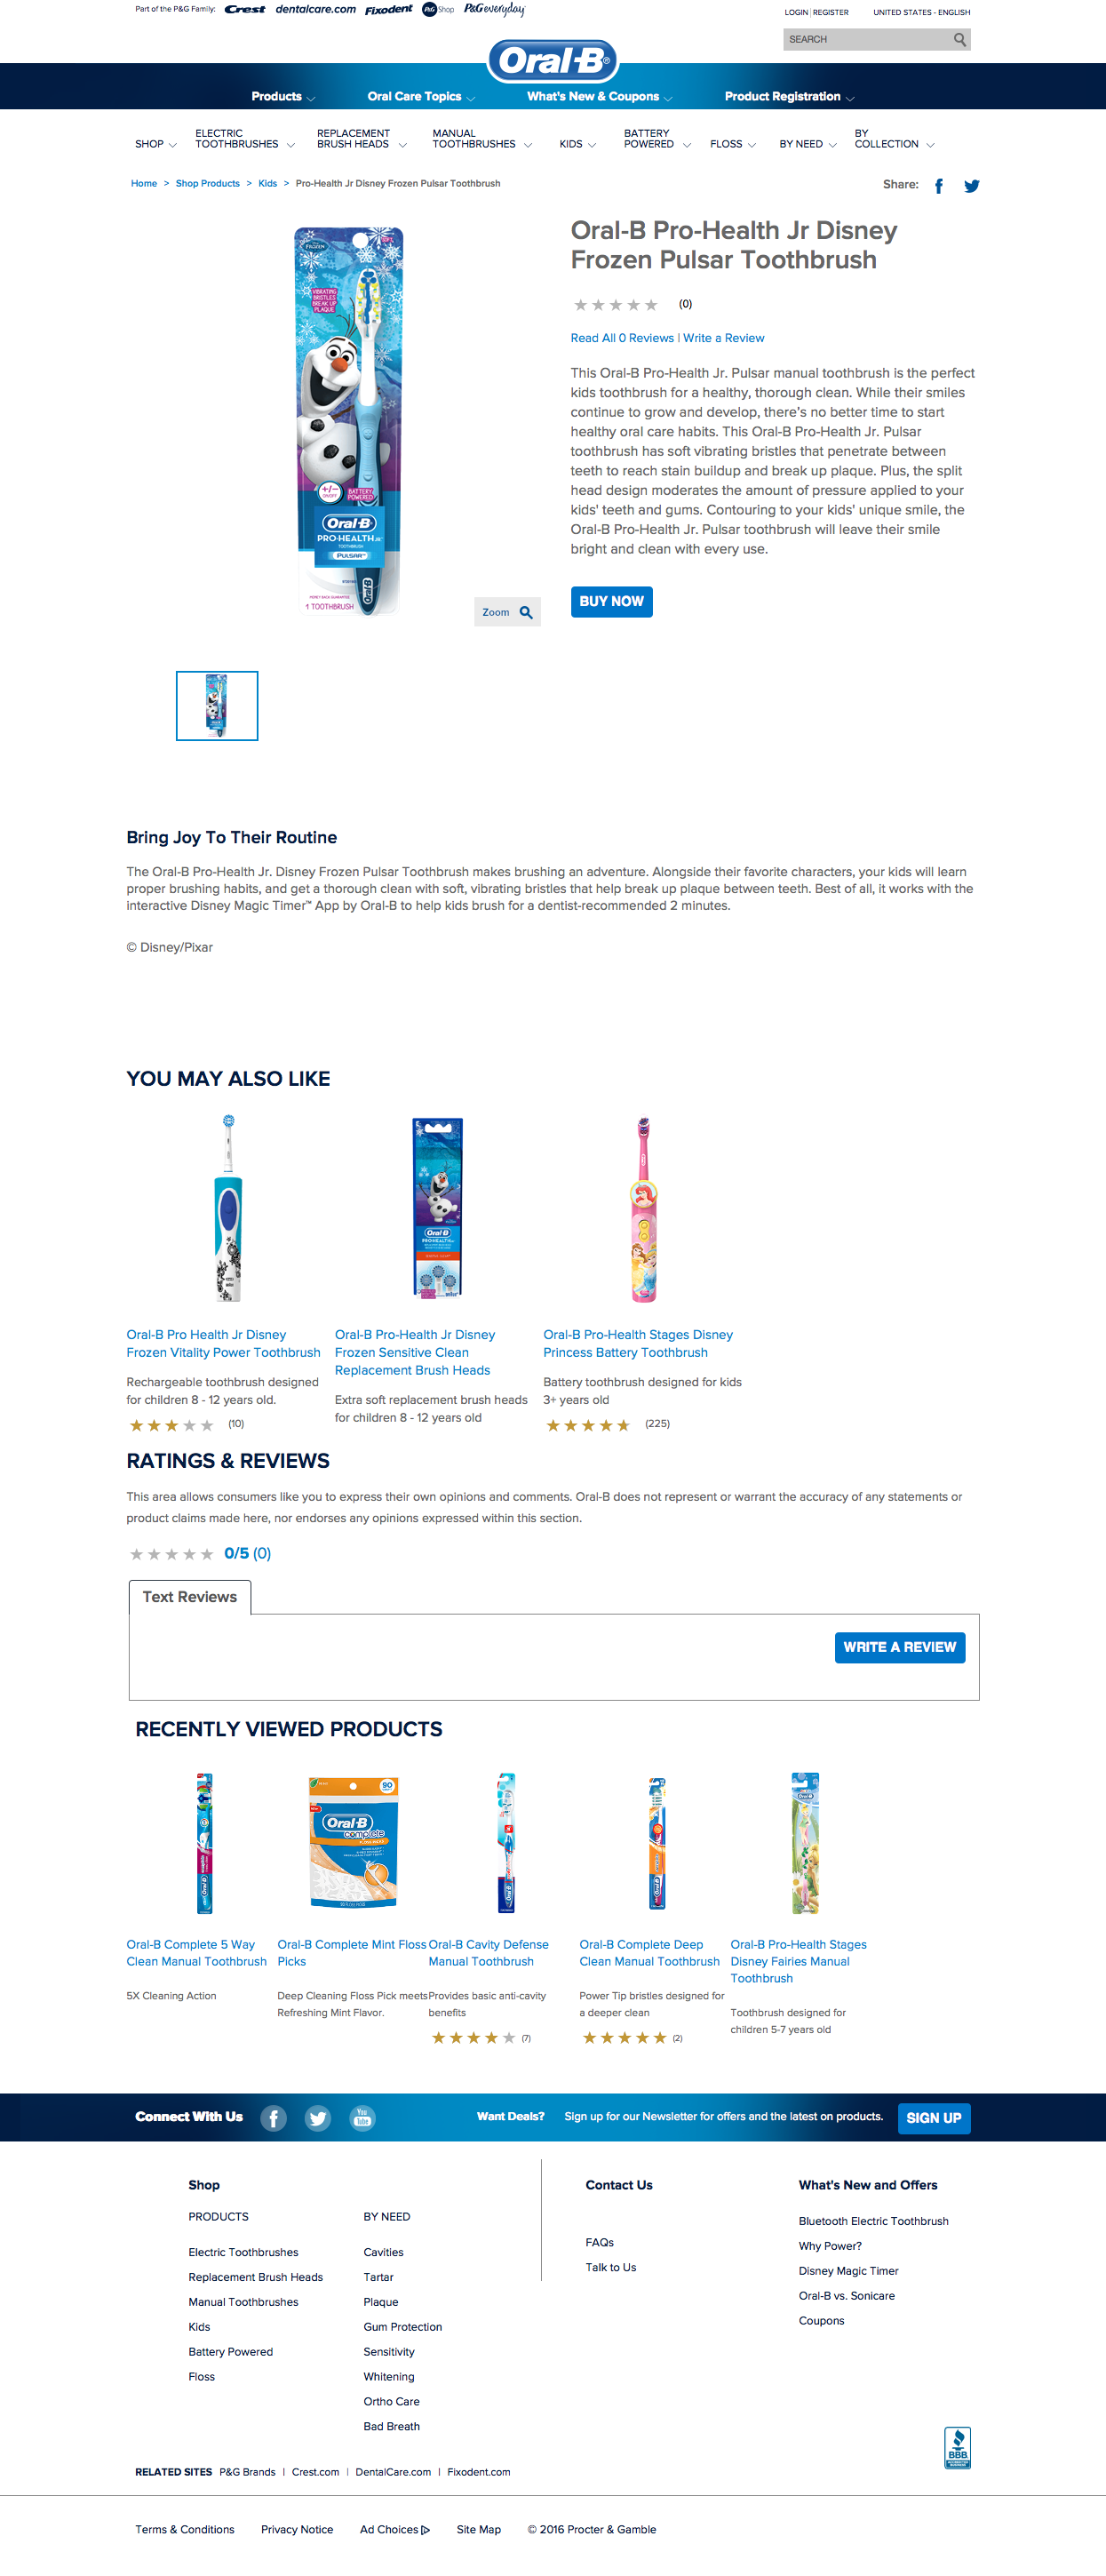 Part of the P&G Family: Crest dentalcare.com Fixodent P&G Shop P&G everyday
LOGIN | REGISTER UNITED STATES - ENGLISH
SEARCH
Oral-B®
Products Oral Care Topics What's New & Coupons Product Registration
SHOP ELECTRIC TOOTHBRUSHES REPLACEMENT BRUSH HEADS MANUAL TOOTHBRUSHES KIDS BATTERY POWERED FLOSS BY NEED BY COLLECTION
Home > Shop Products > Kids > Pro-Health Jr Disney Frozen Pulsar Toothbrush
Share:
FROZEN
SOFT
VIBRATING
BRISTLES
BREAK UP
PLAQUE
+/-
ON/OFF
BATTERY
POWERED
Oral-B
PRO-HEALTH JR.
TOOTHBRUSH
PULSAR™
Oral-B
1 TOOTHBRUSH
Zoom
Oral-B Pro-Health Jr Disney
Frozen Pulsar Toothbrush
(0)
Read All 0 Reviews | Write a Review
This Oral-B Pro-Health Jr. Pulsar manual toothbrush is the perfect
kids toothbrush for a healthy, thorough clean. While their smiles
continue to grow and develop, there's no better time to start
healthy oral care habits. This Oral-B Pro-Health Jr. Pulsar
toothbrush has soft vibrating bristles that penetrate between
teeth to reach stain buildup and break up plaque. Plus, the split
head design moderates the amount of pressure applied to your
kids' teeth and gums. Contouring to your kids' unique smile, the
Oral-B Pro-Health Jr. Pulsar toothbrush will leave their smile
bright and clean with every use.
BUY NOW
Bring Joy To Their Routine
The Oral-B Pro-Health Jr. Disney Frozen Pulsar Toothbrush makes brushing an adventure. Alongside their favorite characters, your kids will learn
proper brushing habits, and get a thorough clean with soft, vibrating bristles that help break up plaque between teeth. Best of all, it works with the
interactive Disney Magic Timer™ App by Oral-B to help kids brush for a dentist-recommended 2 minutes.
© Disney/Pixar
YOU MAY ALSO LIKE
Oral-B
PRO-HEALTH JR.
Oral-B Pro Health Jr Disney
Frozen Vitality Power Toothbrush
Rechargeable toothbrush designed
for children 8 - 12 years old.
(10)
Oral-B Pro-Health Jr Disney
Frozen Sensitive Clean
Replacement Brush Heads
Extra soft replacement brush heads
for children 8 - 12 years old
Oral-B Pro-Health Stages Disney
Princess Battery Toothbrush
Battery toothbrush designed for kids
3+ years old
(225)
RATINGS & REVIEWS
This area allows consumers like you to express their own opinions and comments. Oral-B does not represent or warrant the accuracy of any statements or
product claims made here, nor endorses any opinions expressed within this section.
0/5 (0)
Text Reviews
WRITE A REVIEW
RECENTLY VIEWED PRODUCTS
90
Oral-B
complete
Oral-B Complete 5 Way
Clean Manual Toothbrush
5X Cleaning Action
Oral-B Complete Mint Floss
Picks
Deep Cleaning Floss Pick meets
Refreshing Mint Flavor.
Oral-B Cavity Defense
Manual Toothbrush
Provides basic anti-cavity
benefits
(7)
Oral-B Complete Deep
Clean Manual Toothbrush
Power Tip bristles designed for
a deeper clean
(2)
Oral-B Pro-Health Stages
Disney Fairies Manual
Toothbrush
Toothbrush designed for
children 5-7 years old
Connect With Us You Tube Want Deals? Sign up for our Newsletter for offers and the latest on products. SIGN UP
Shop
PRODUCTS
Electric Toothbrushes
Replacement Brush Heads
Manual Toothbrushes
Kids
Battery Powered
Floss
BY NEED
Cavities
Tartar
Plaque
Gum Protection
Sensitivity
Whitening
Ortho Care
Bad Breath
Contact Us
FAQs
Talk to Us
What's New and Offers
Bluetooth Electric Toothbrush
Why Power?
Disney Magic Timer
Oral-B vs. Sonicare
Coupons
BBB
RELATED SITES P&G Brands | Crest.com | DentalCare.com | Fixodent.com
Terms & Conditions Privacy Notice Ad Choices Site Map © 2016 Procter & Gamble